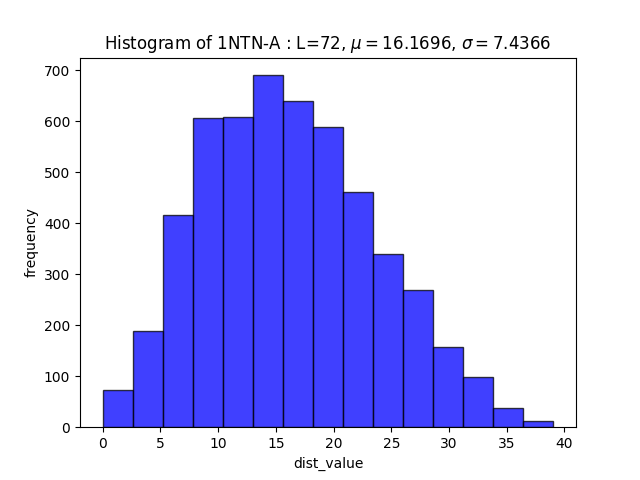 Histogram of 1NTN-A : L=72, μ = 16.1696, σ = 7.4366
700
600
500
400
300
200
100
0
frequency
0 5 10 15 20 25 30 35 40
dist_value